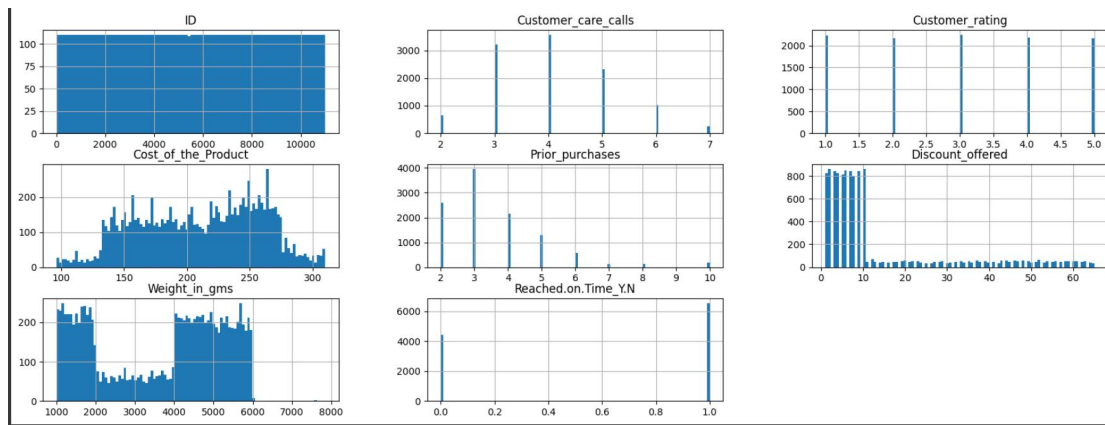 ID
Customer_care_calls
Customer_rating
100
75
50
25
0
0 2000 4000 6000 8000 10000
3000
2000
1000
0
2 3 4 5 6 7
2000
1500
1000
500
0
1.0 1.5 2.0 2.5 3.0 3.5 4.0 4.5 5.0
Cost_of_the_Product
Prior_purchases
Discount_offered
200
100
0
100 150 200 250 300
4000
3000
2000
1000
0
2 3 4 5 6 7 8 9 10
800
600
400
200
0
0 10 20 30 40 50 60
Weight_in_gms
Reached.on.Time_Y.N
200
100
0
1000 2000 3000 4000 5000 6000 7000 8000
6000
4000
2000
0
0.0 0.2 0.4 0.6 0.8 1.0